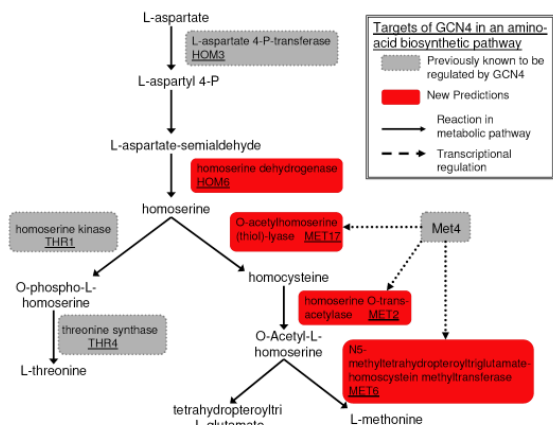 L-aspartate
L-aspartate 4-P-transferase
HOM3
L-aspartyl 4-P
L-aspartate-semialdehyde
homoserine dehydrogenase
HOM6
homoserine
homoserine kinase
THR1
O-acetylhomoserine
(thiol)-lyase MET17
Met4
O-phospho-L-
homoserine
homocysteine
homoserine O-trans-
acetylase MET2
threonine synthase
THR4
O-Acetyl-L-
homoserine
L-threonine
N5-
methyltetrahydropteroyltriglutamate-
homoscystein methyltransferase
MET6
tetrahydropteroyltri
L-glutamate
L-methonine
Targets of GCN4 in an amino-
acid biosynthetic pathway
Previously known to be
regulated by GCN4
New Predictions
Reaction in
metabolic pathway
Transcriptional
regulation